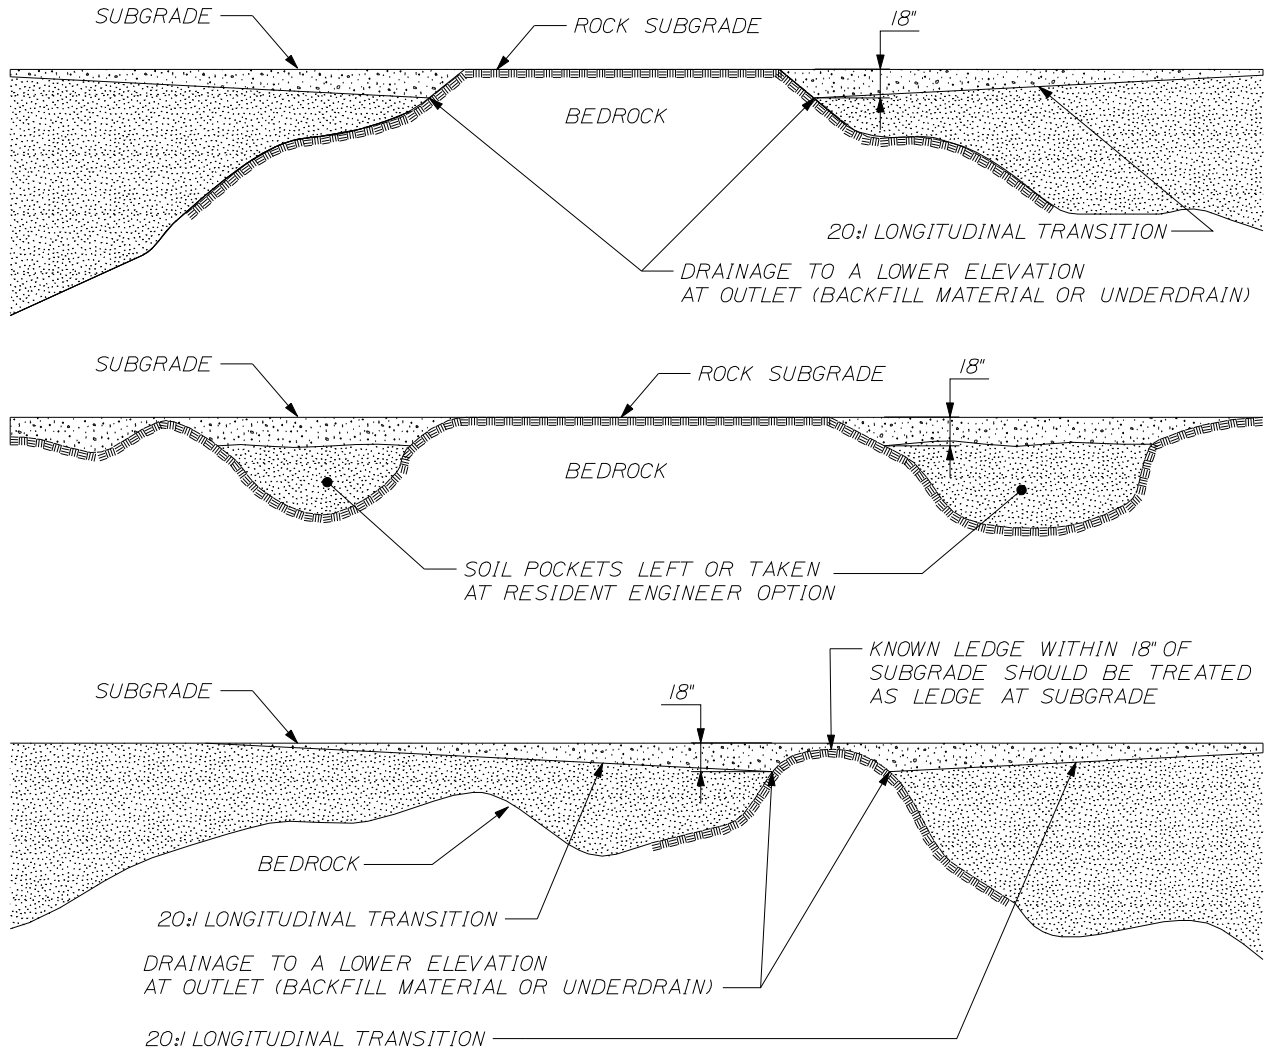 SUBGRADE
ROCK SUBGRADE
18"
BEDROCK
20:1 LONGITUDINAL TRANSITION
DRAINAGE TO A LOWER ELEVATION
AT OUTLET (BACKFILL MATERIAL OR UNDERDRAIN)
SUBGRADE
ROCK SUBGRADE
18"
BEDROCK
SOIL POCKETS LEFT OR TAKEN
AT RESIDENT ENGINEER OPTION
KNOWN LEDGE WITHIN 18" OF
SUBGRADE SHOULD BE TREATED
AS LEDGE AT SUBGRADE
SUBGRADE
18"
BEDROCK
20:1 LONGITUDINAL TRANSITION
DRAINAGE TO A LOWER ELEVATION
AT OUTLET (BACKFILL MATERIAL OR UNDERDRAIN)
20:1 LONGITUDINAL TRANSITION